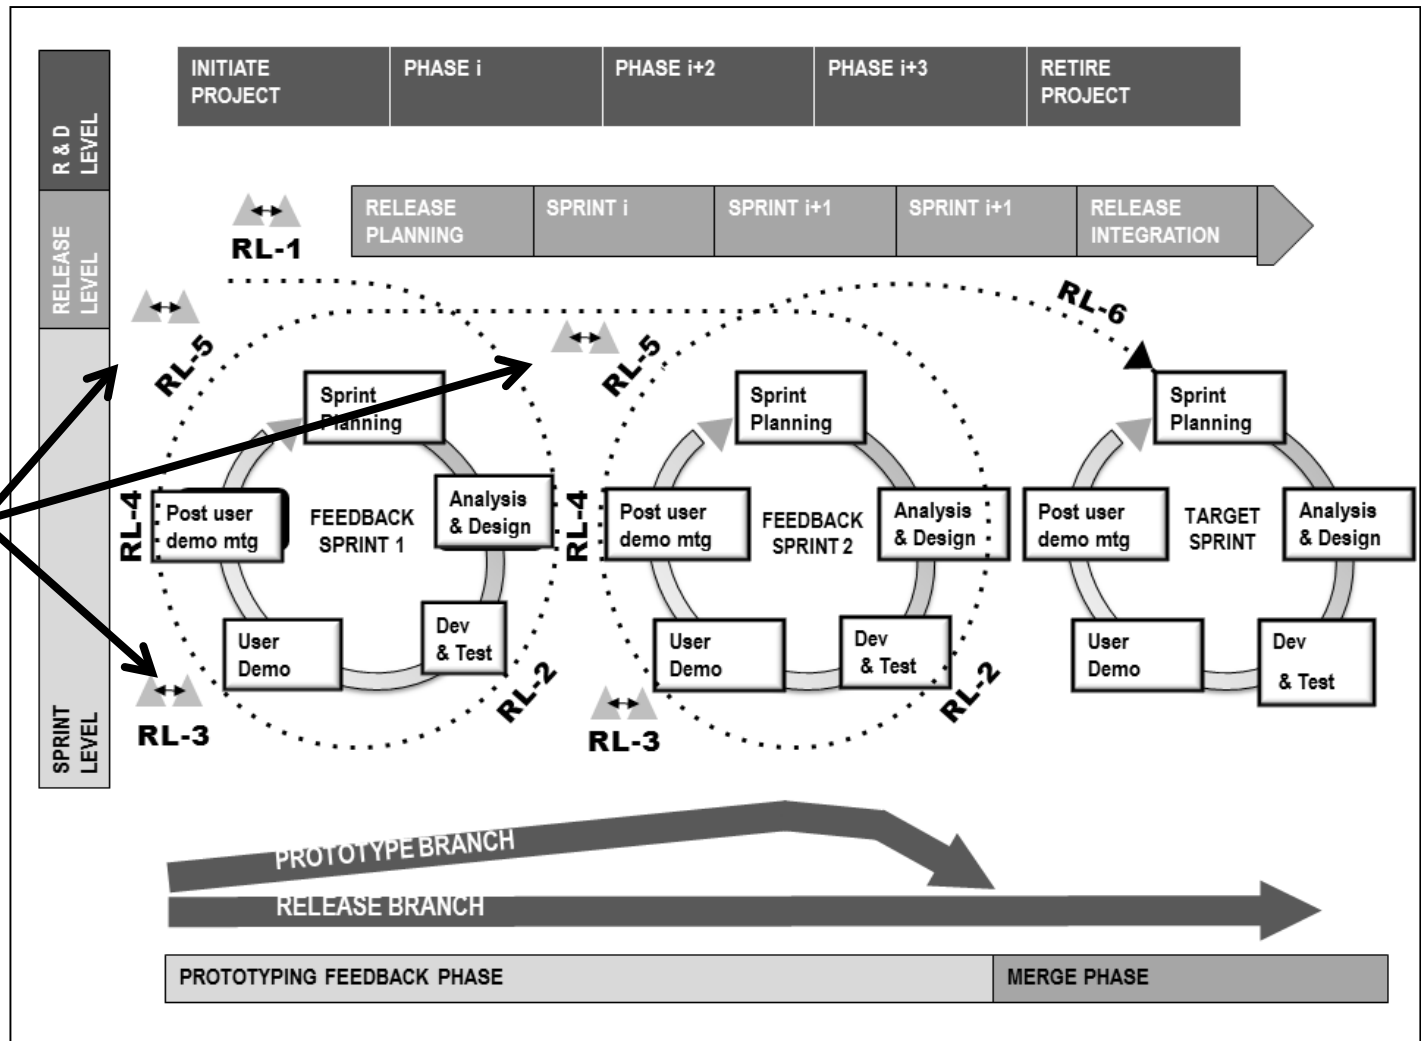 R & D
LEVEL
INITIATE
PROJECT
PHASE i
PHASE i+2
PHASE i+3
RETIRE
PROJECT
RELEASE
LEVEL
RL-1
RELEASE
PLANNING
SPRINT i
SPRINT i+1
SPRINT i+1
RELEASE
INTEGRATION
SPRINT
LEVEL
RL-5
RL-5
RL-6
Sprint
Planning
Analysis
& Design
Dev
& Test
User
Demo
Post user
demo mtg
FEEDBACK
SPRINT 1
RL-4
RL-3
RL-2
Sprint
Planning
Analysis
& Design
Dev
& Test
User
Demo
Post user
demo mtg
FEEDBACK
SPRINT 2
RL-4
RL-3
RL-2
Sprint
Planning
Analysis
& Design
Dev
& Test
User
Demo
Post user
demo mtg
TARGET
SPRINT
PROTOTYPE BRANCH
RELEASE BRANCH
PROTOTYPING FEEDBACK PHASE
MERGE PHASE